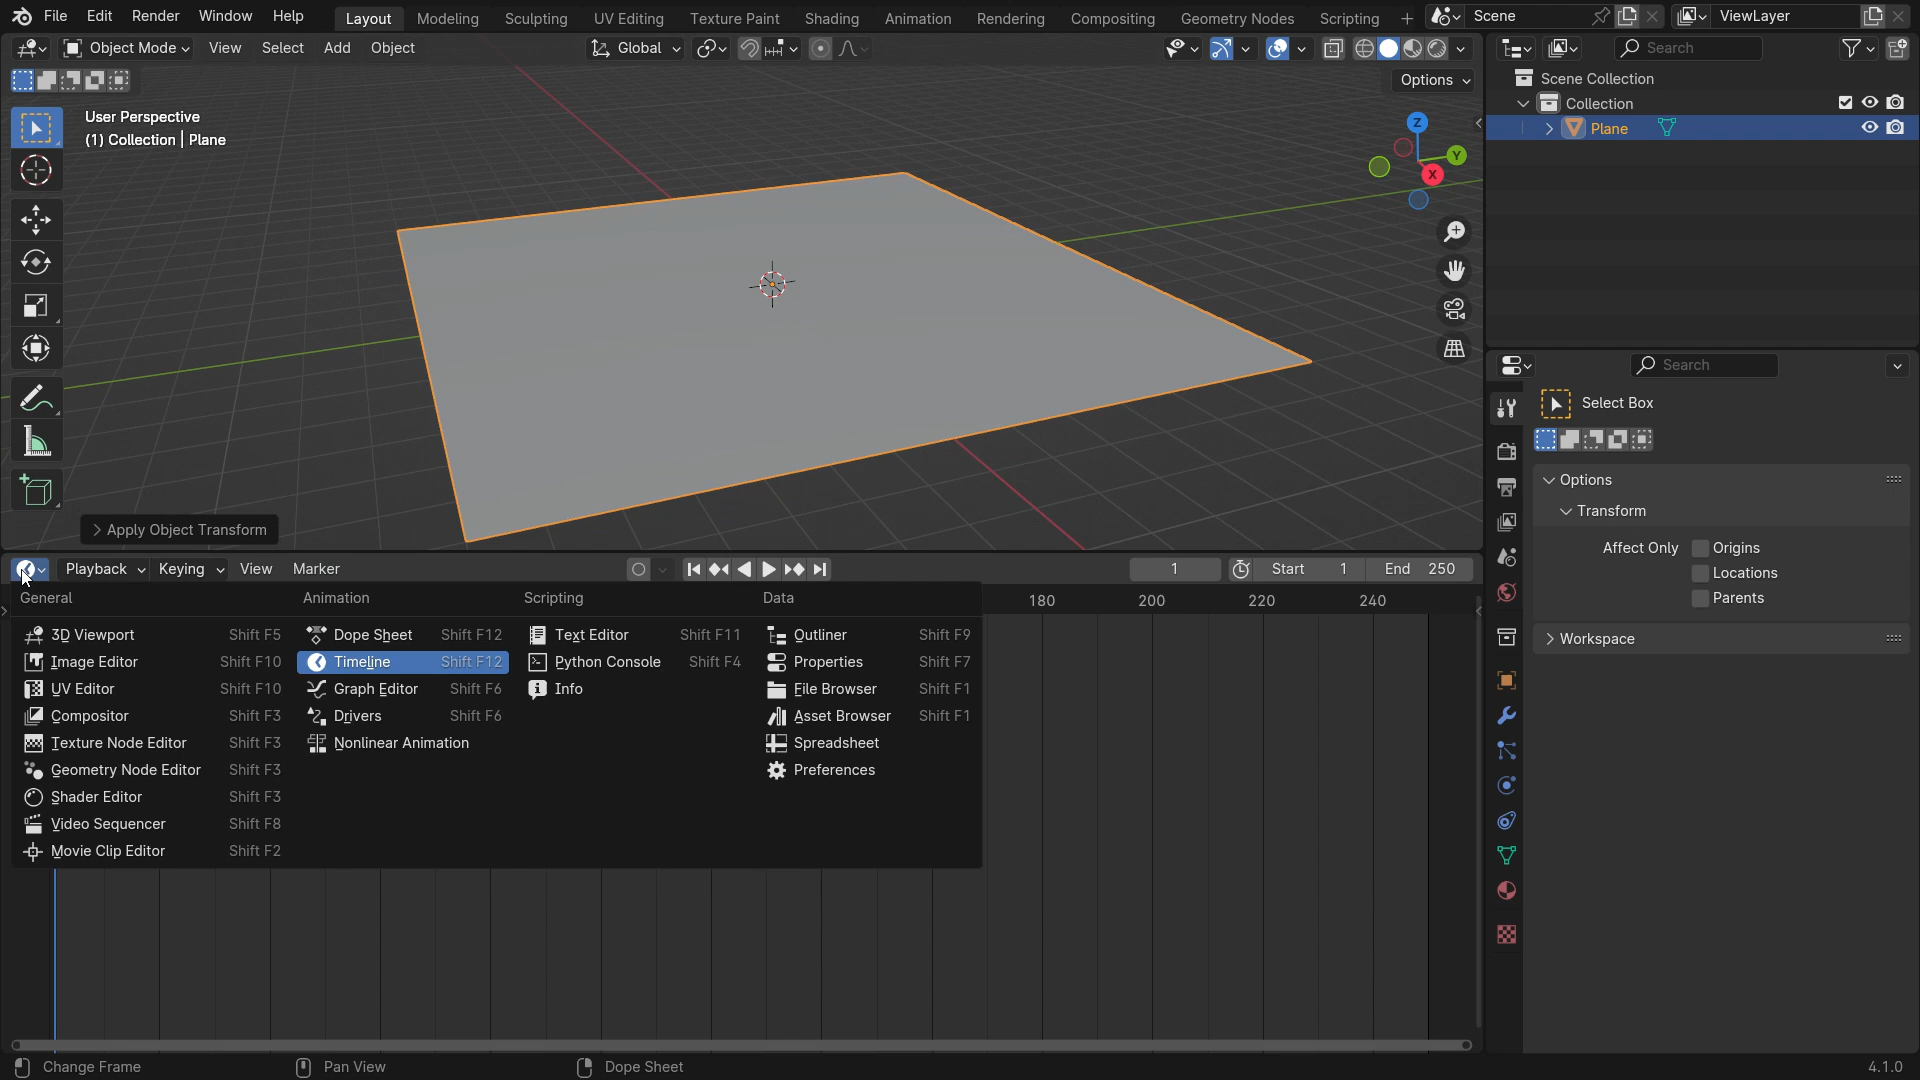 File Edit Render Window Help Layout Modeling Sculpting UV Editing Texture Paint Shading Animation Rendering Compositing Geometry Nodes Scripting + Scene ViewLayer
Object Mode View Select Add Object Global Search
Options
User Perspective
(1) Collection | Plane
Z
Y
X
Scene Collection
Collection
Plane
Apply Object Transform
Search
Select Box
Options
Transform
Affect Only Origins
Locations
Parents
Workspace
Playback Keying View Marker 1 Start 1 End 250
180 200 220 240
General
3D Viewport Shift F5
Image Editor Shift F10
UV Editor Shift F10
Compositor Shift F3
Texture Node Editor Shift F3
Geometry Node Editor Shift F3
Shader Editor Shift F3
Video Sequencer Shift F8
Movie Clip Editor Shift F2
Animation
Dope Sheet Shift F12
Timeline Shift F12
Graph Editor Shift F6
Drivers Shift F6
Nonlinear Animation
Scripting
Text Editor Shift F11
Python Console Shift F4
Info
Data
Outliner Shift F9
Properties Shift F7
File Browser Shift F1
Asset Browser Shift F1
Spreadsheet
Preferences
Change Frame Pan View Dope Sheet 4.1.0